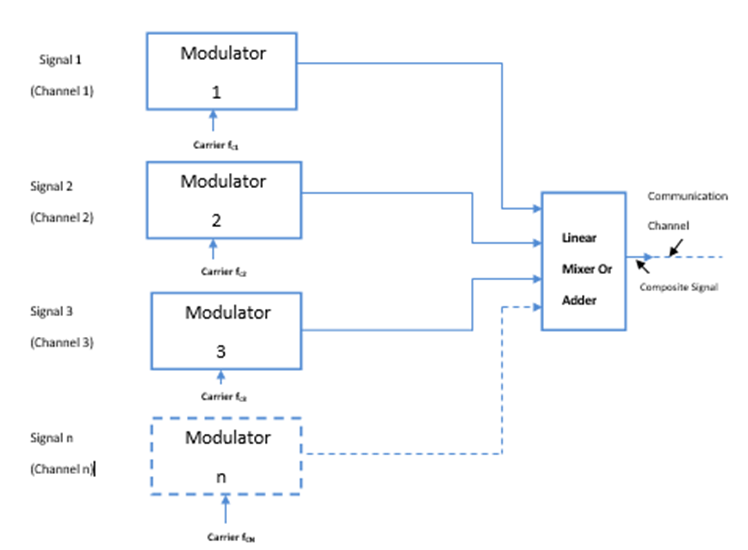 Signal 1
(Channel 1)
Modulator
1
Carrier fC1
Signal 2
(Channel 2)
Modulator
2
Carrier fC2
Signal 3
(Channel 3)
Modulator
3
Carrier fC3
Signal n
(Channel n)
Modulator
n
Carrier fCN
Linear
Mixer Or
Adder
Communication
Channel
Composite Signal